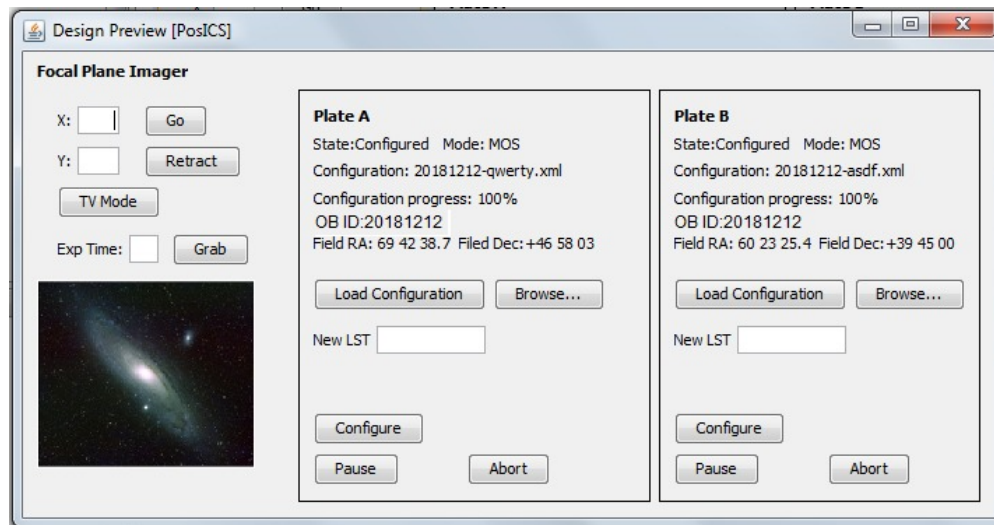 Design Preview [PosICS]
Focal Plane Imager
X:
Go
Y:
Retract
TV Mode
Exp Time:
Grab
Plate A
State:Configured Mode: MOS
Configuration: 20181212-qwerty.xml
Configuration progress: 100%
OB ID:20181212
Field RA: 69 42 38.7 Filed Dec:+46 58 03
Load Configuration
Browse...
New LST
Configure
Pause
Abort
Plate B
State:Configured Mode: MOS
Configuration: 20181212-asdf.xml
Configuration progress: 100%
OB ID:20181212
Field RA: 60 23 25.4 Field Dec:+39 45 00
Load Configuration
Browse...
New LST
Configure
Pause
Abort